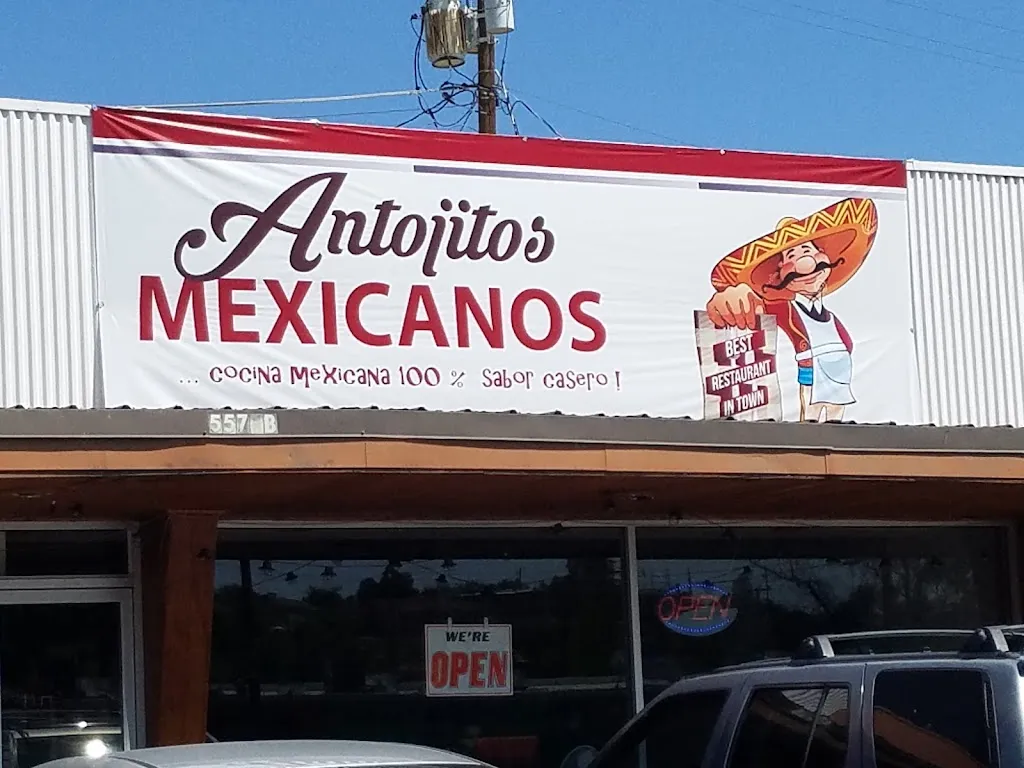 Antojitos
MEXICANOS
... COCINA MEXICANA 100 % SABOR CASERO!
BEST
RESTAURANT
IN TOWN
557 B
WE'RE
OPEN
OPEN